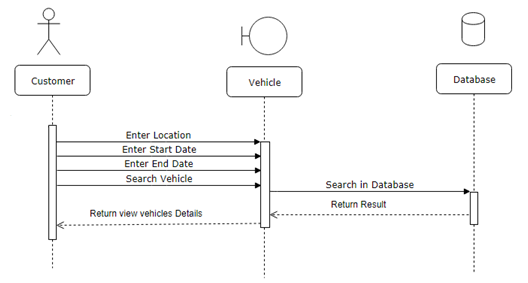 Customer
Vehicle
Database
Enter Location
Enter Start Date
Enter End Date
Search Vehicle
Search in Database
Return Result
Return view vehicles Details